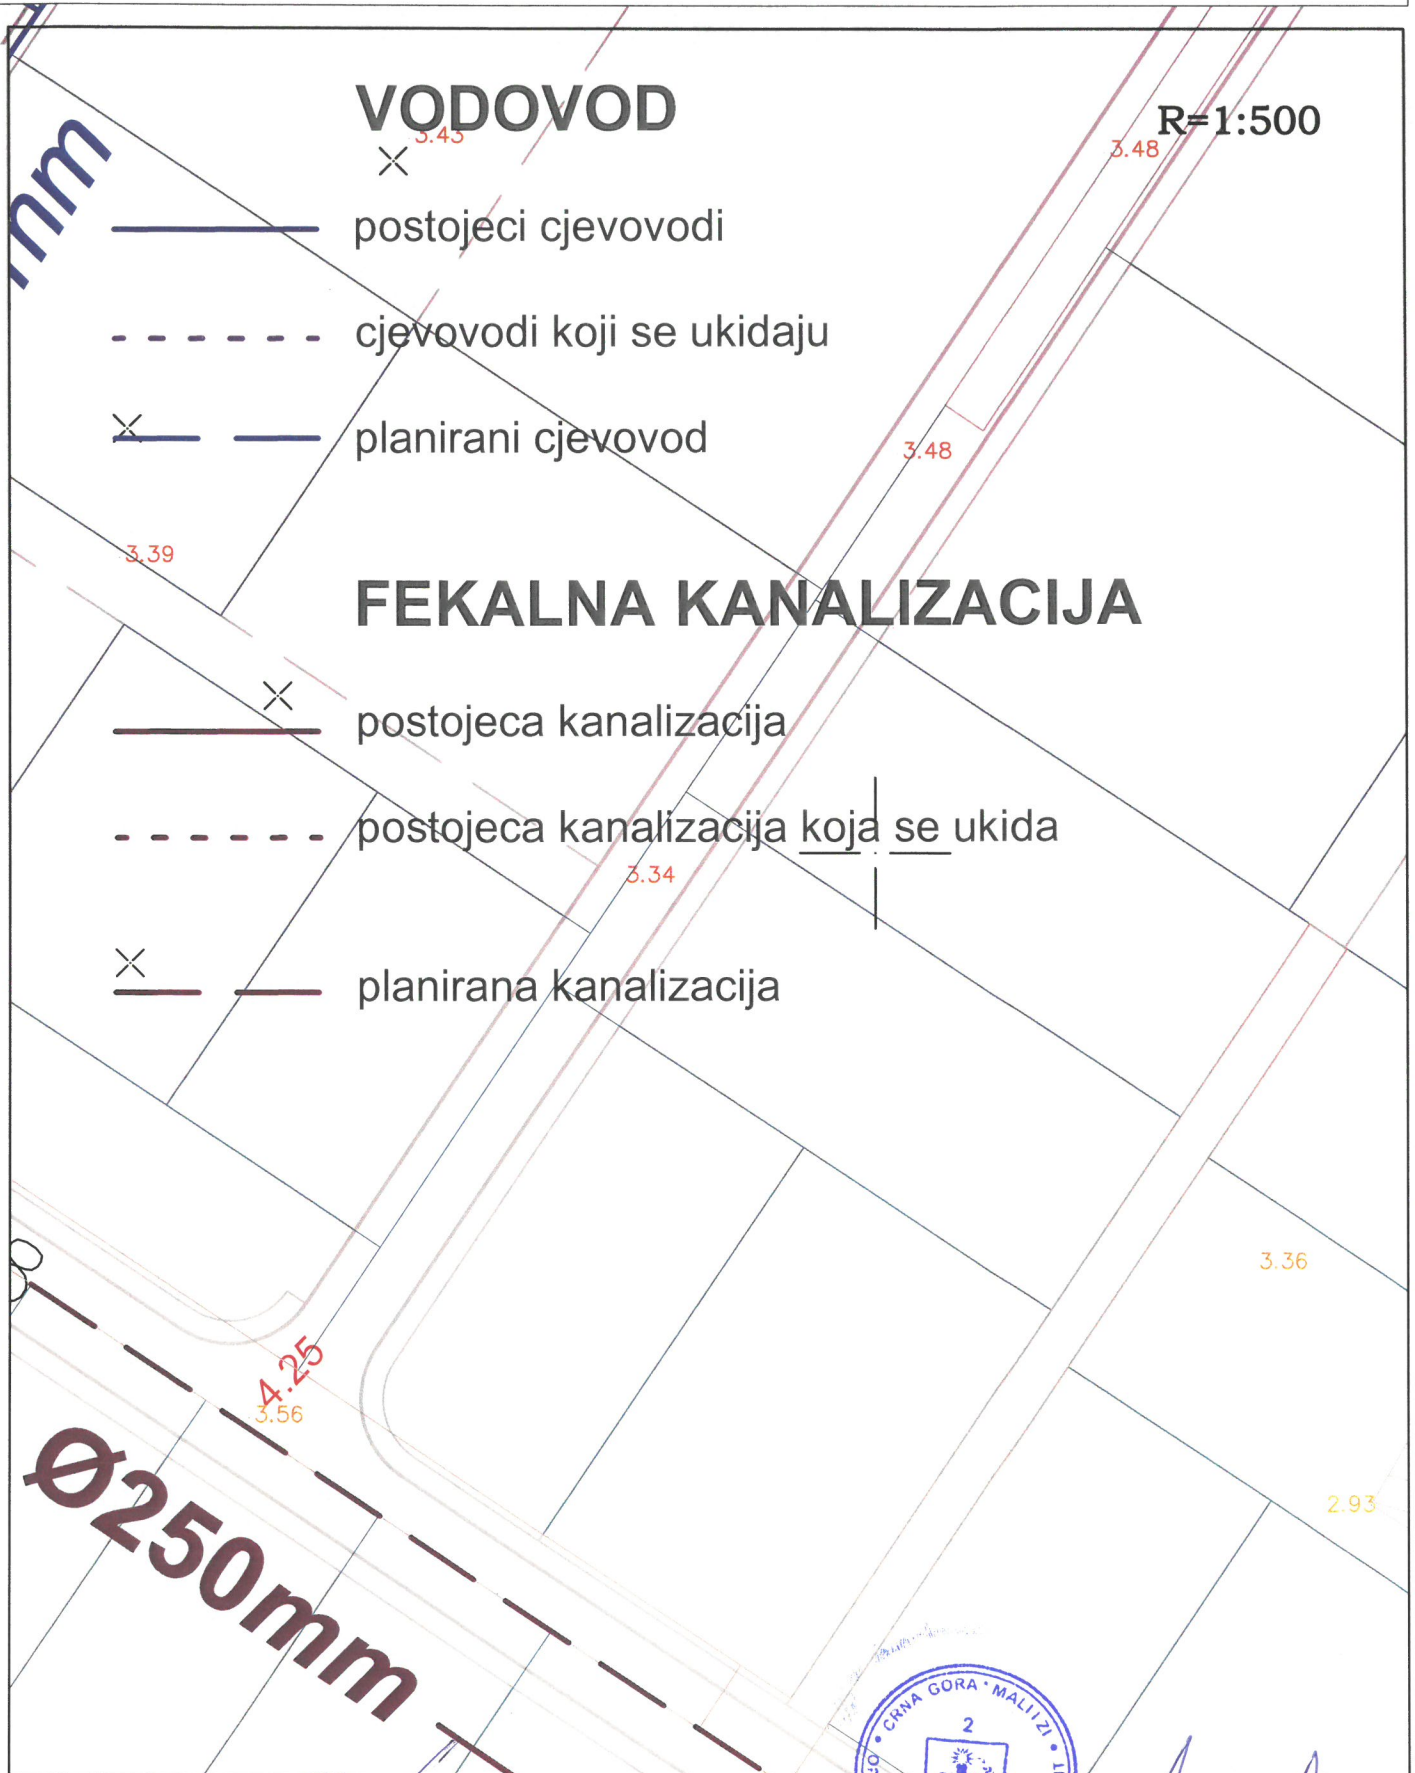 VODOVOD
R=1:500
3.43
3.48
mm
postojeci cjevovodi
cjevovodi koji se ukidaju
planirani cjevovod
3.48
3.39
FEKALNA KANALIZACIJA
postojeca kanalizacija
postojeca kanalizacija koja se ukida
3.34
planirana kanalizacija
3.36
4.25
3.56
Ø250mm
2.93
CRNA GORA * MALI I ZI
2